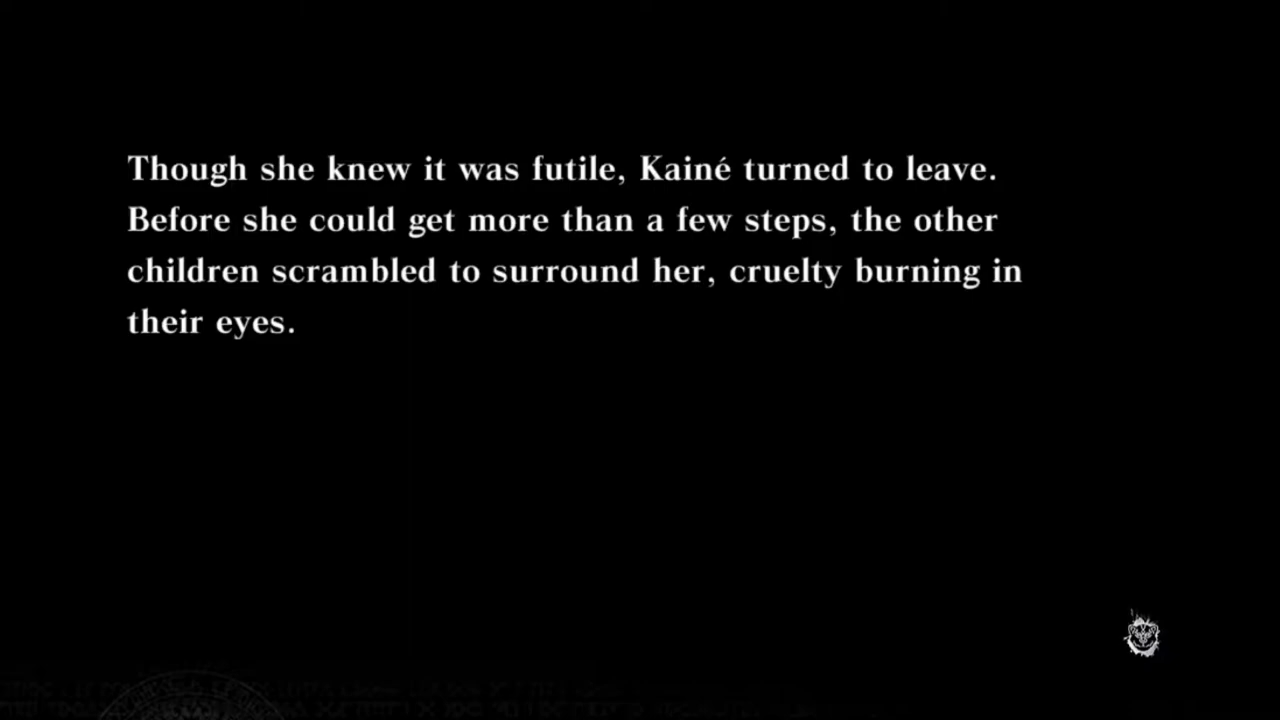 Though she knew it was futile, Kainé turned to leave.
Before she could get more than a few steps, the other
children scrambled to surround her, cruelty burning in
their eyes.